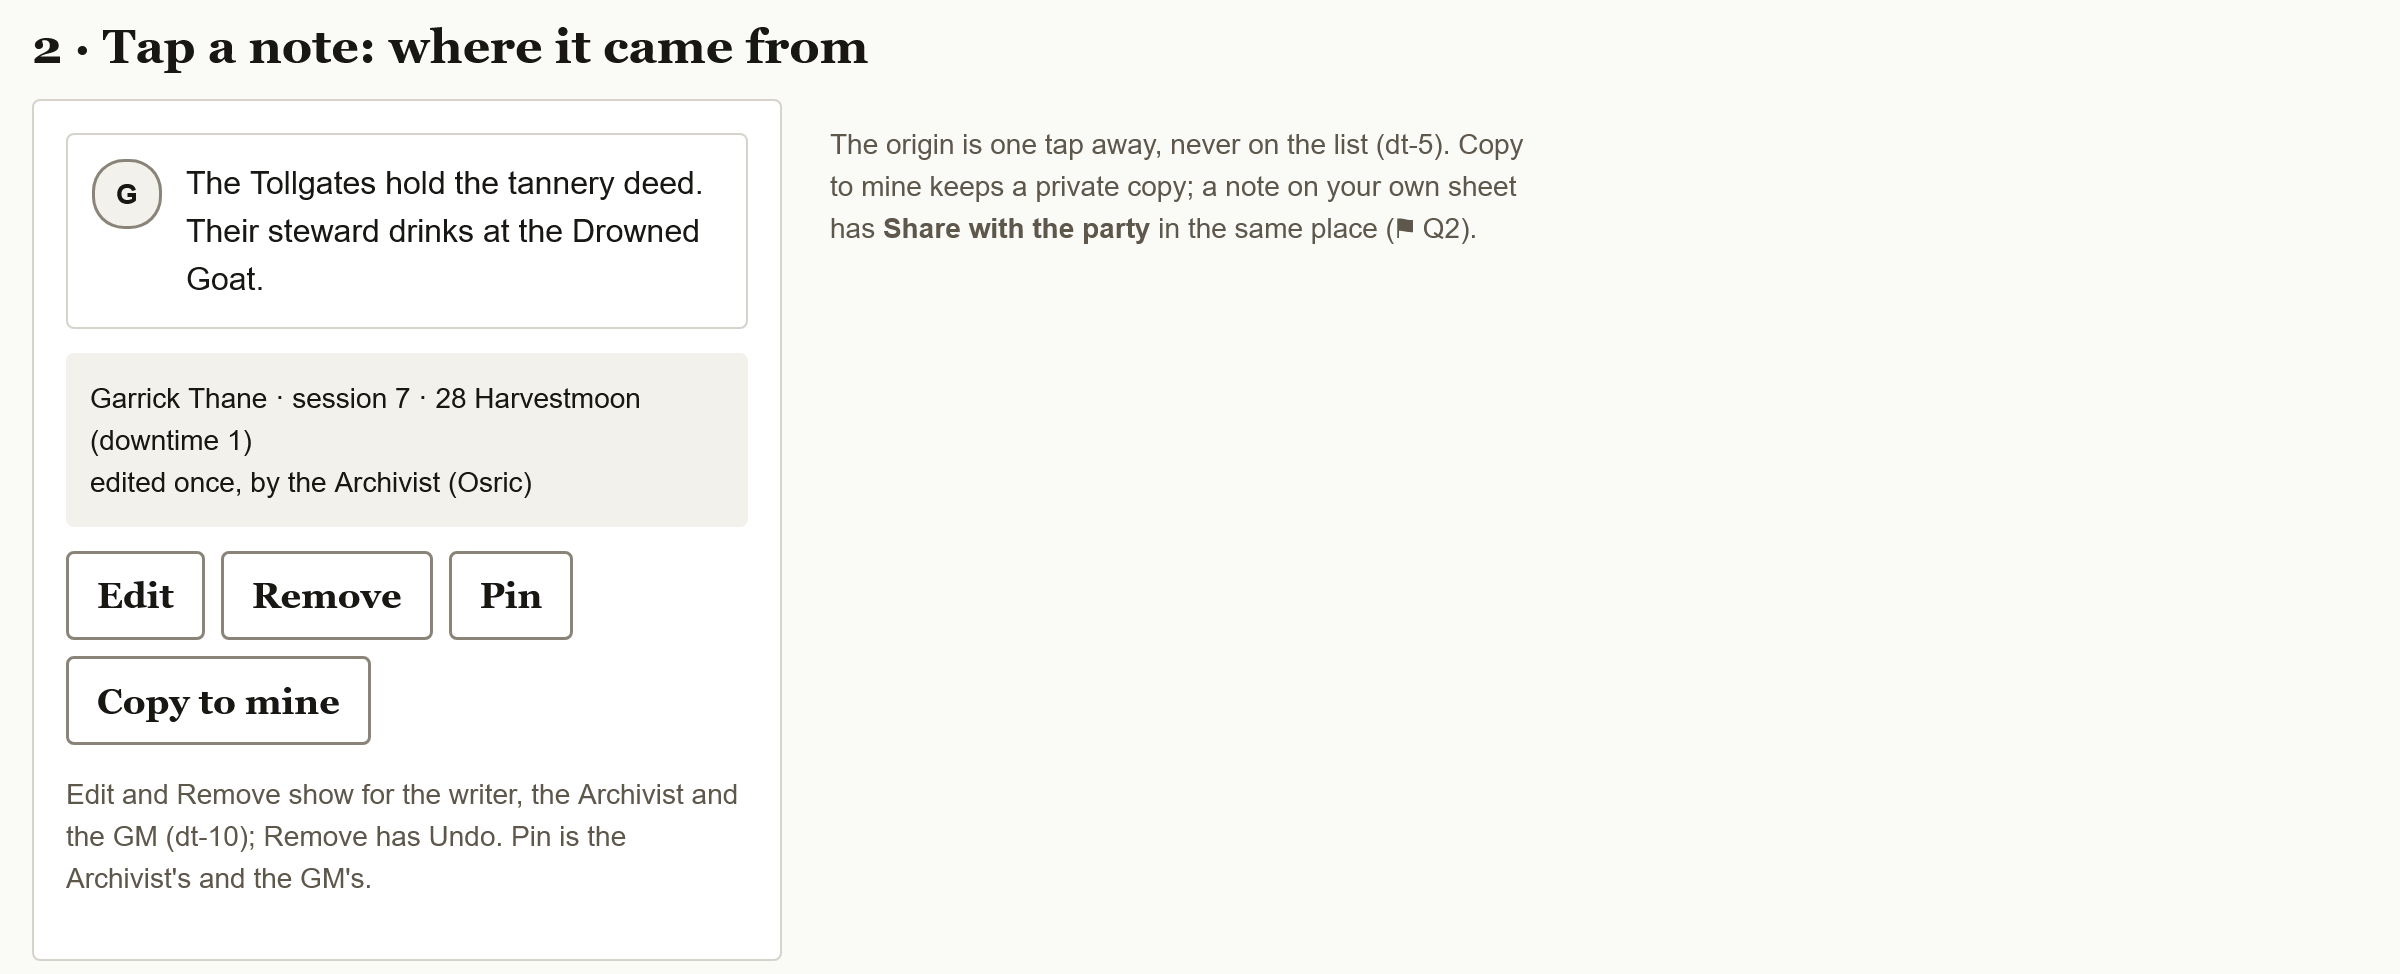 2 · Tap a note: where it came from
G
The Tollgates hold the tannery deed.
Their steward drinks at the Drowned
Goat.
Garrick Thane · session 7 · 28 Harvestmoon
(downtime 1)
edited once, by the Archivist (Osric)
Edit
Remove
Pin
Copy to mine
Edit and Remove show for the writer, the Archivist and
the GM (dt-10); Remove has Undo. Pin is the
Archivist's and the GM's.
The origin is one tap away, never on the list (dt-5). Copy
to mine keeps a private copy; a note on your own sheet
has Share with the party in the same place (⚑ Q2).